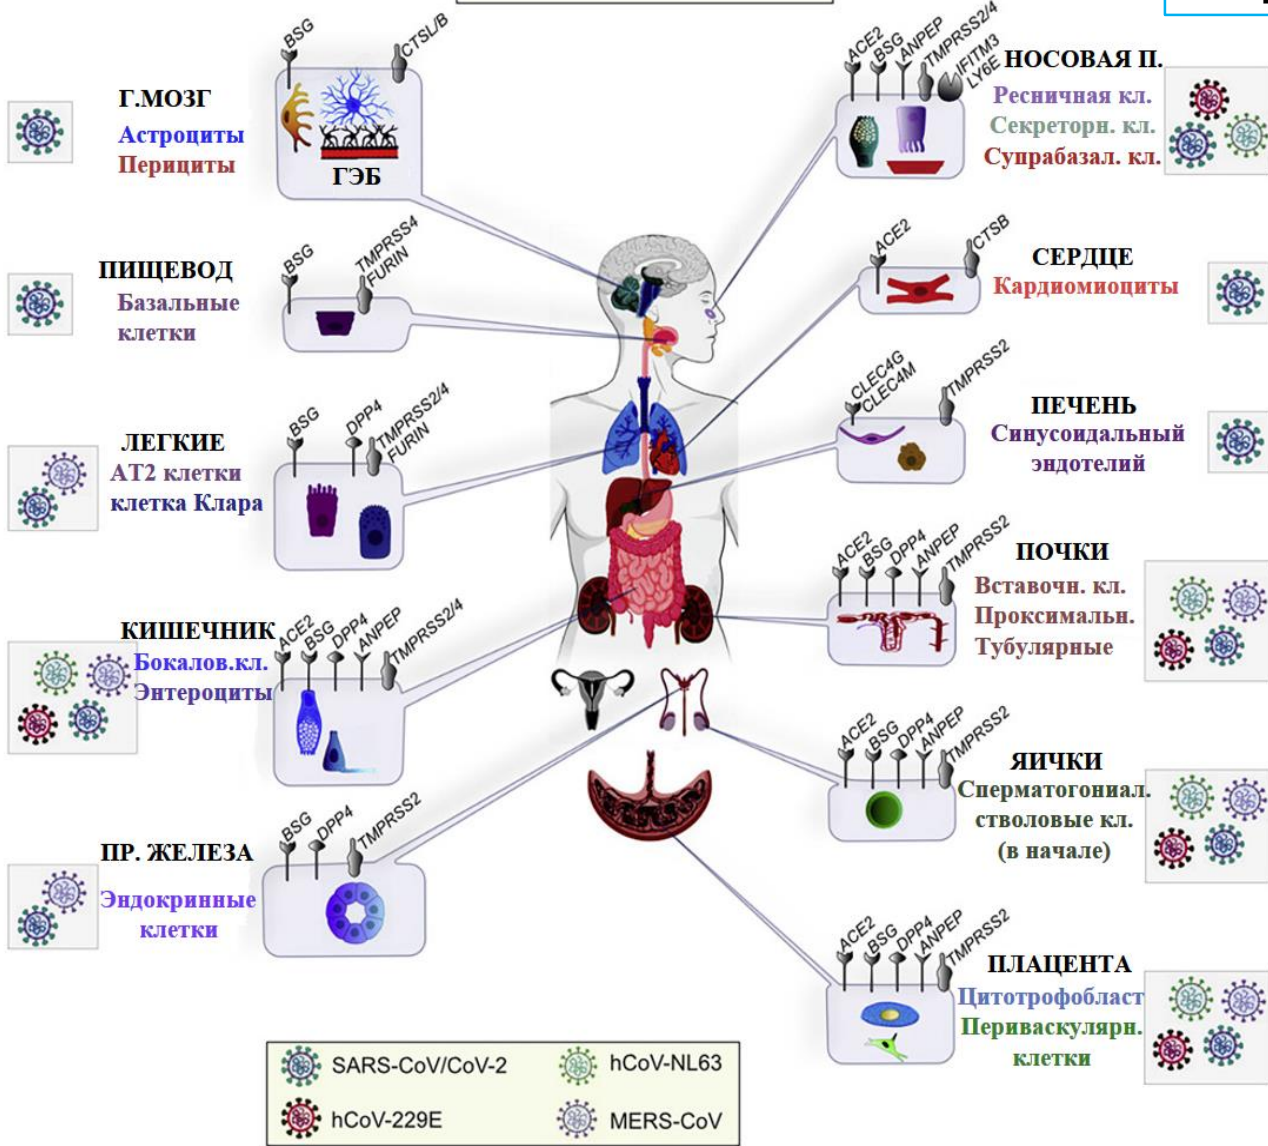 BSG
CTSL/B
Г.МОЗГ
Астроциты
Перициты
ГЭБ
BSG
TMPRSS4
FURIN
ПИЩЕВОД
Базальные
клетки
BSG
DPP4
TMPRSS2/4
FURIN
ЛЕГКИЕ
АТ2 клетки
клетка Клара
ACE2
BSG
DPP4
ANPEP
TMPRSS2/4
КИШЕЧНИК
Бокалов.кл.
Энтероциты
BSG
DPP4
TMPRSS2
ПР. ЖЕЛЕЗА
Эндокринные
клетки
ACE2
BSG
ANPEP
TMPRSS2/4
IFITM3
LY6E
НОСОВАЯ П.
Ресничная кл.
Секреторн. кл.
Супрабазал. кл.
ACE2
CTSB
СЕРДЦЕ
Кардиомиоциты
CLEC4G
CLEC4M
TMPRSS2
ПЕЧЕНЬ
Синусоидальный
эндотелий
ACE2
BSG
DPP4
ANPEP
TMPRSS2
ПОЧКИ
Вставочн. кл.
Проксимальн.
Тубулярные
ACE2
BSG
DPP4
ANPEP
TMPRSS2
ЯИЧКИ
Сперматогониал.
стволовые кл.
(в начале)
ACE2
BSG
DPP4
ANPEP
TMPRSS2
ПЛАЦЕНТА
Цитотрофобласт
Периваскулярн.
клетки
SARS-CoV/CoV-2
hCoV-NL63
hCoV-229E
MERS-CoV